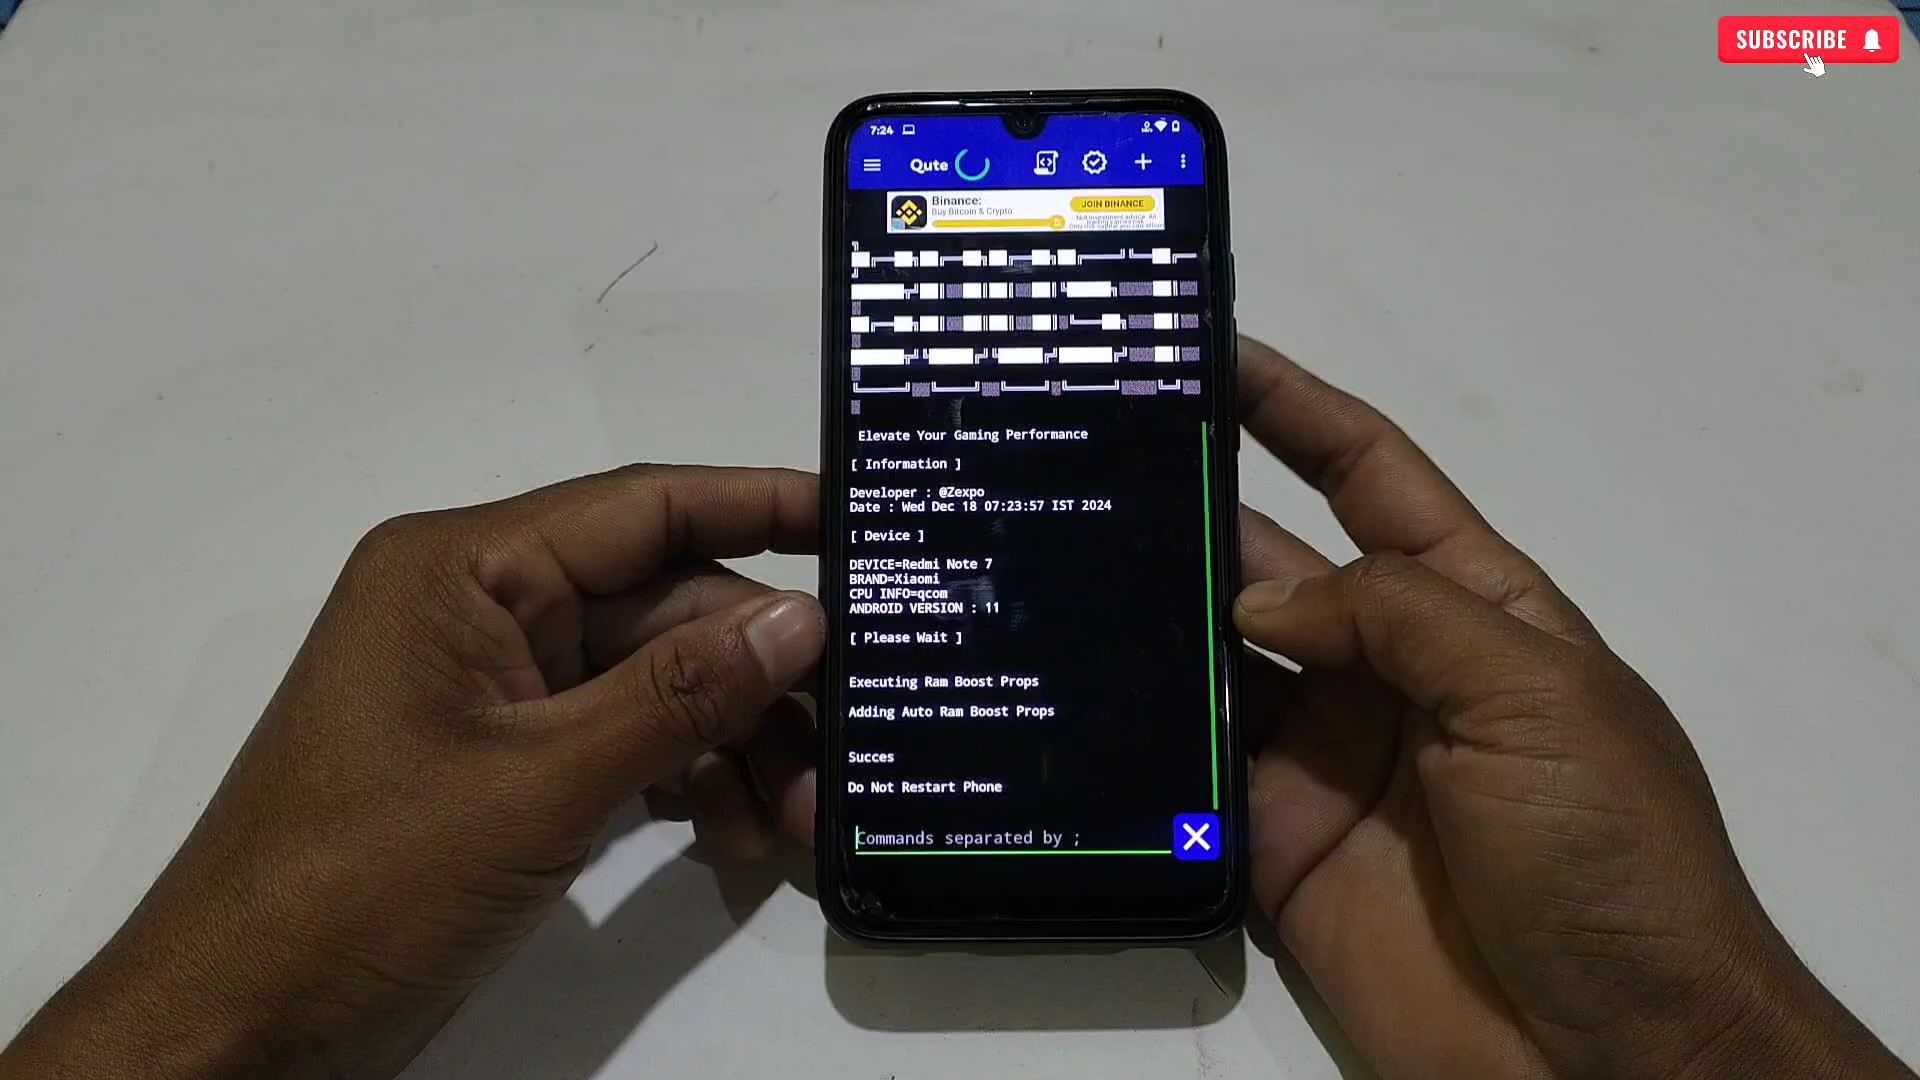 SUBSCRIBE
7:24
Qute
Binance:
Buy Bitcoin & Crypto
JOIN BINANCE
Elevate Your Gaming Performance
[ Information ]
Developer : @Zexpo
Date : Wed Dec 18 07:23:57 IST 2024
[ Device ]
DEVICE=Redmi Note 7
BRAND=Xiaomi
CPU INFO=qcom
ANDROID VERSION : 11
[ Please Wait ]
Executing Ram Boost Props
Adding Auto Ram Boost Props
Succes
Do Not Restart Phone
Commands separated by ;